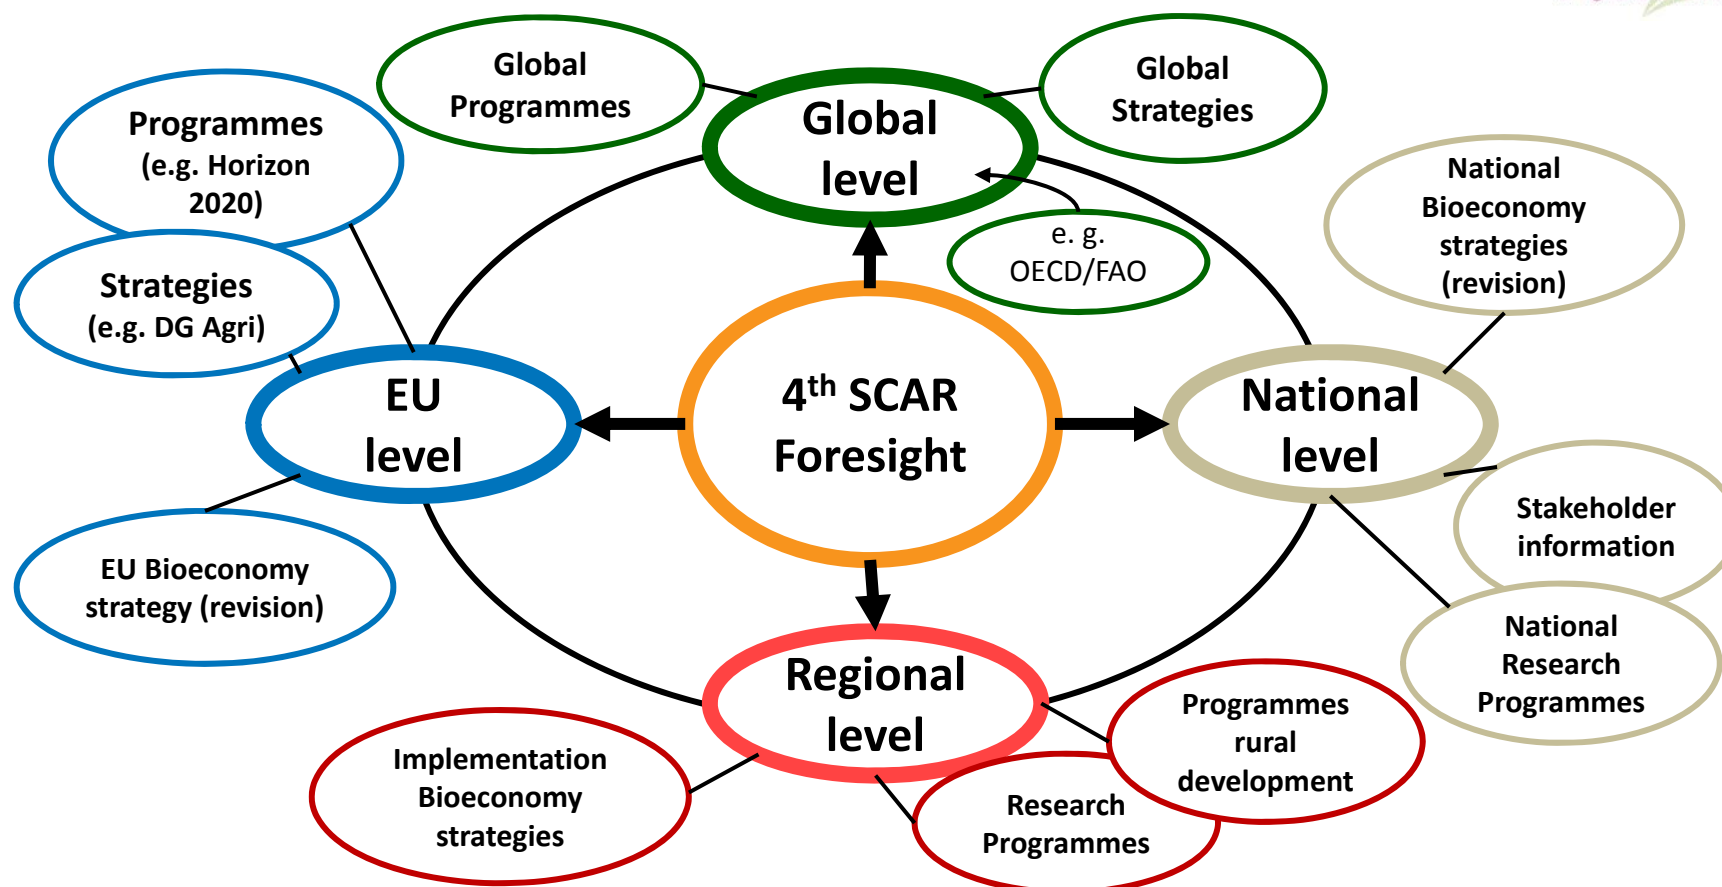 Global
Programmes
Global
Strategies
Global
level
Programmes
(e.g. Horizon
2020)
National
Bioeconomy
strategies
(revision)
e. g.
OECD/FAO
Strategies
(e.g. DG Agri)
EU
level
4th SCAR
Foresight
National
level
Stakeholder
information
EU Bioeconomy
strategy (revision)
National
Research
Programmes
Regional
level
Programmes
rural
development
Implementation
Bioeconomy
strategies
Research
Programmes